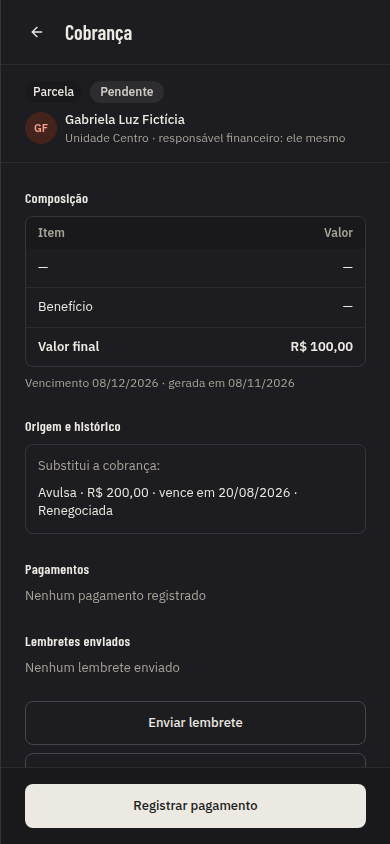 Cobrança
Parcela Pendente
GF
Gabriela Luz Fictícia
Unidade Centro · responsável financeiro: ele mesmo
Composição
Item Valor
— —
Benefício —
Valor final R$ 100,00
Vencimento 08/12/2026 · gerada em 08/11/2026
Origem e histórico
Substitui a cobrança:
Avulsa · R$ 200,00 · vence em 20/08/2026 ·
Renegociada
Pagamentos
Nenhum pagamento registrado
Lembretes enviados
Nenhum lembrete enviado
Enviar lembrete
Registrar pagamento